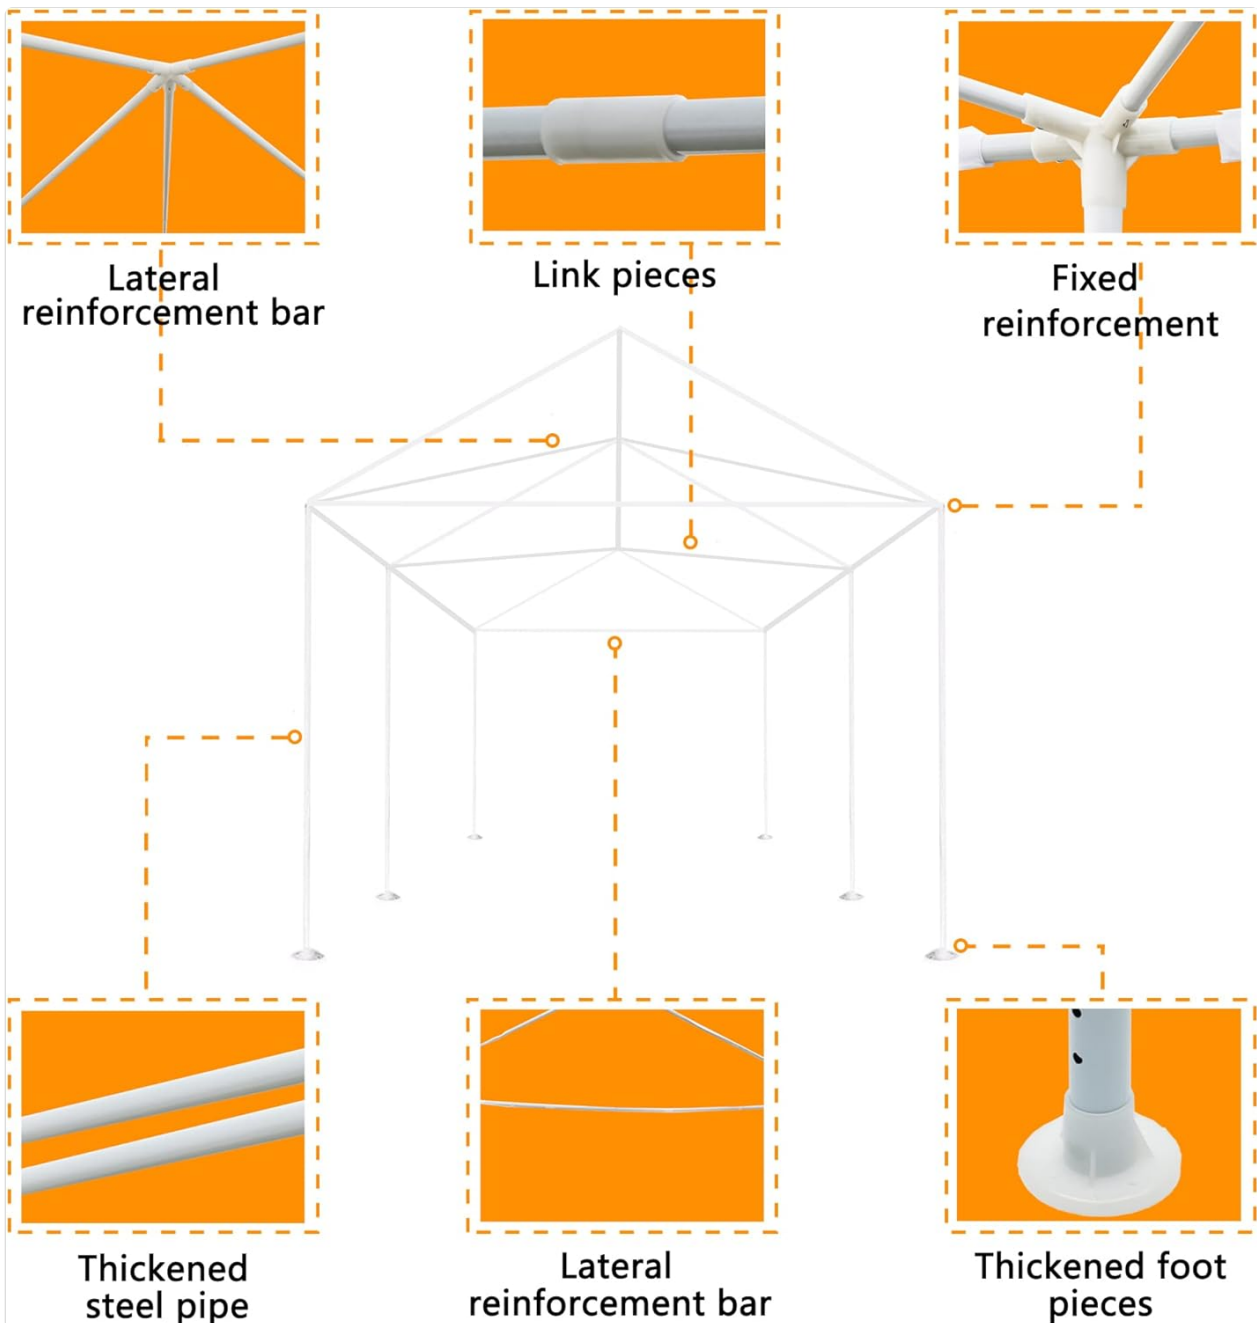 Lateral
reinforcement bar
Link pieces
Fixed
reinforcement
Thickened
steel pipe
Lateral
reinforcement bar
Thickened foot
pieces